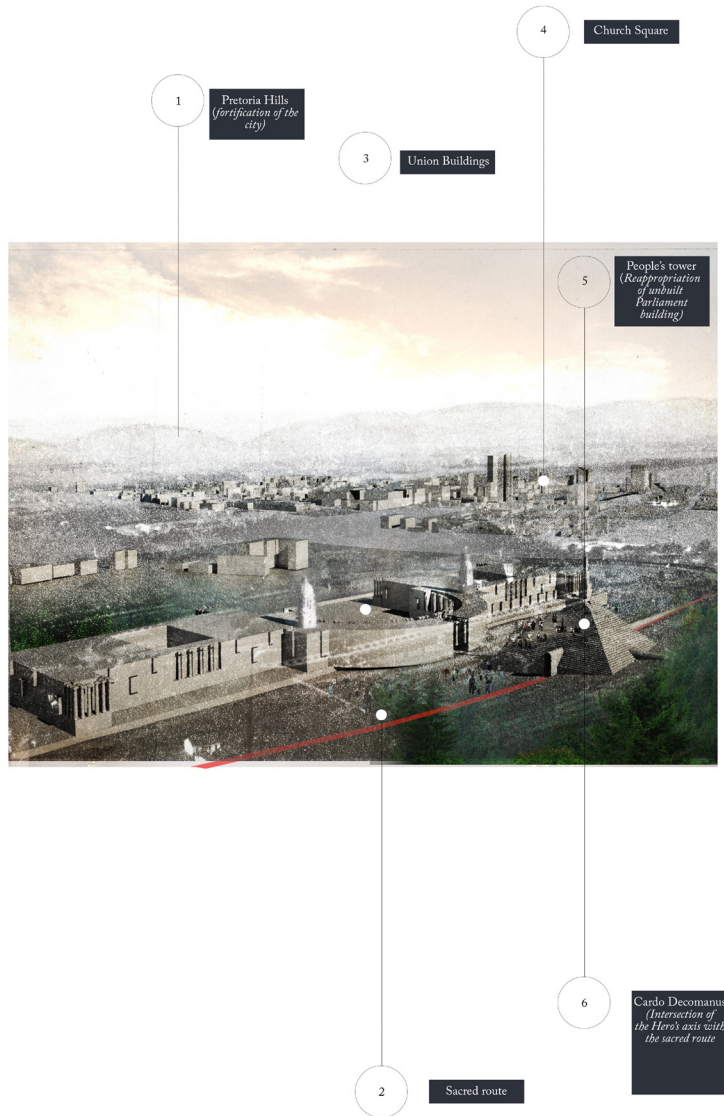 4
Church Square
1
Pretoria Hills
(fortification of the
city)
3
Union Buildings
5
People's tower
(Reappropriation
of unbuilt
Parliament
building)
6
Cardo Decomanus
(Intersection of
the Hero's axis with
the sacred route
2
Sacred route